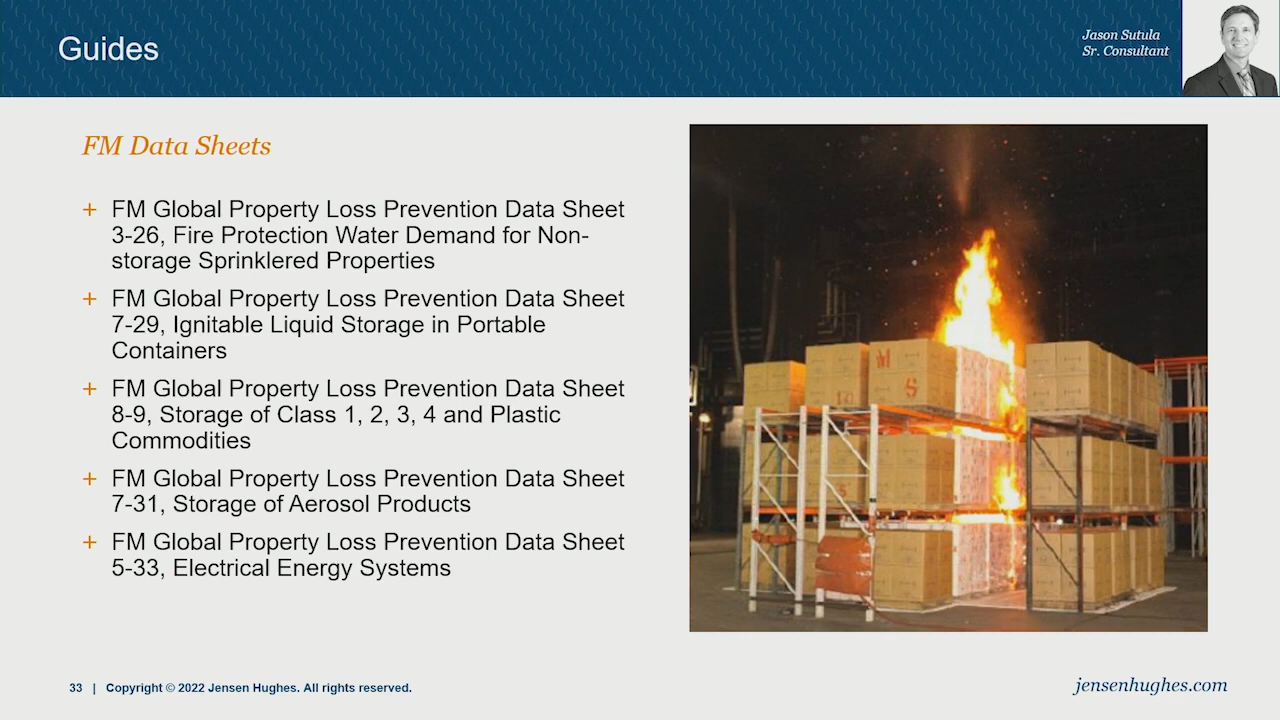 Guides
Jason Sutula
Sr. Consultant
FM Data Sheets
+ FM Global Property Loss Prevention Data Sheet
3-26, Fire Protection Water Demand for Non-
storage Sprinklered Properties
+ FM Global Property Loss Prevention Data Sheet
7-29, Ignitable Liquid Storage in Portable
Containers
+ FM Global Property Loss Prevention Data Sheet
8-9, Storage of Class 1, 2, 3, 4 and Plastic
Commodities
+ FM Global Property Loss Prevention Data Sheet
7-31, Storage of Aerosol Products
+ FM Global Property Loss Prevention Data Sheet
5-33, Electrical Energy Systems
M
S
10
5
33 | Copyright © 2022 Jensen Hughes. All rights reserved.
jensenhughes.com